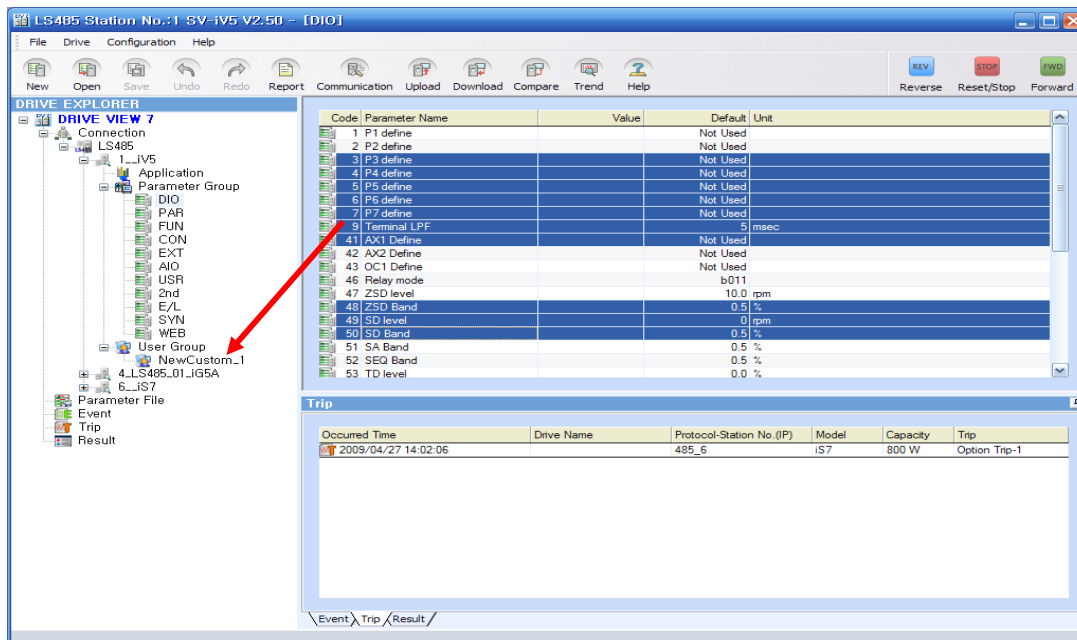 LS485 Station No.:1 SV-iV5 V2.50 - [DIO]
File Drive Configuration Help
New Open Save Undo Redo Report Communication Upload Download Compare Trend Help Reverse Reset/Stop Forward
REV STOP FWD
DRIVE EXPLORER
DRIVE VIEW 7
Connection
LS485
1__iV5
Application
Parameter Group
DIO
PAR
FUN
CON
EXT
AIO
USR
2nd
E/L
SYN
WEB
User Group
NewCustom_1
4_LS485_01_iG5A
6__iS7
Parameter File
Event
Trip
Result
Code Parameter Name Value Default Unit
1 P1 define Not Used
2 P2 define Not Used
3 P3 define Not Used
4 P4 define Not Used
5 P5 define Not Used
6 P6 define Not Used
7 P7 define Not Used
9 Terminal LPF 5 msec
41 AX1 Define Not Used
42 AX2 Define Not Used
43 OC1 Define Not Used
46 Relay mode b011
47 ZSD level 10.0 rpm
48 ZSD Band 0.5 %
49 SD level 0 rpm
50 SD Band 0.5 %
51 SA Band 0.5 %
52 SEQ Band 0.5 %
53 TD level 0.0 %
Trip
Occurred Time Drive Name Protocol-Station No.(IP) Model Capacity Trip
2009/04/27 14:02:06 485_6 iS7 800 W Option Trip-1
Event Trip Result